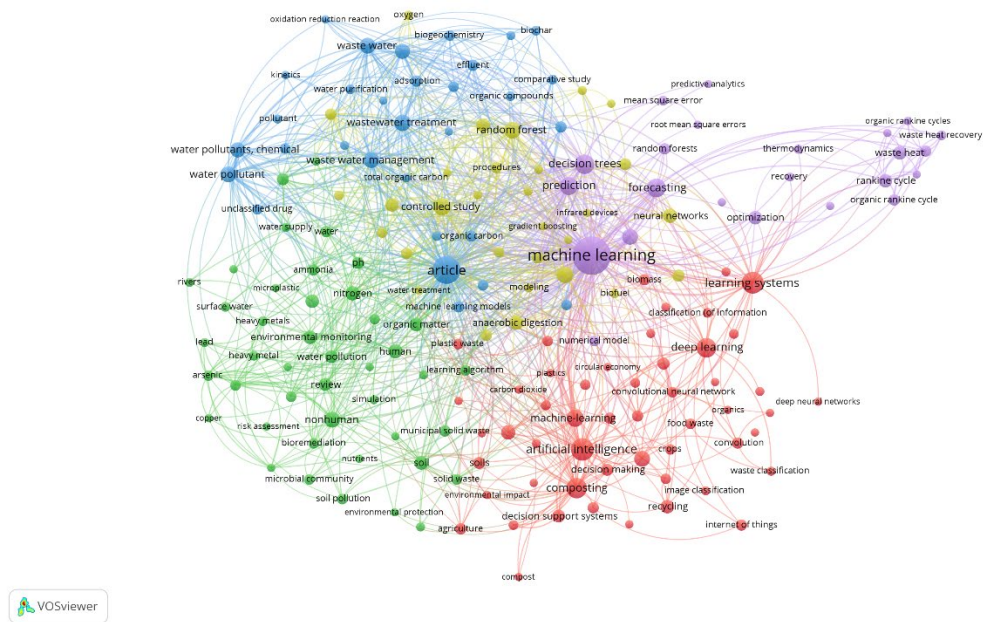 oxygen
oxidation reduction reaction
biogeochemistry
biochar
waste water
effluent
kinetics
adsorption
comparative study
predictive analytics
water purification
organic compounds
mean square error
pollutant
wastewater treatment
random forest
root mean square errors
organic rankine cycles
waste heat recovery
water pollutants, chemical
waste water management
decision trees
random forests
thermodynamics
waste heat
water pollutant
total organic carbon
procedures
prediction
forecasting
recovery
rankine cycle
organic rankine cycle
unclassified drug
controlled study
infrared devices
neural networks
optimization
water supply
water
organic carbon
gradient boosting
machine learning
ammonia
ph
article
rivers
microplastic
nitrogen
water treatment
modeling
biofuel
biomass
learning systems
surface water
machine learning models
classification (of information)
heavy metals
organic matter
anaerobic digestion
lead
environmental monitoring
plastic waste
numerical model
deep learning
heavy metal
water pollution
human
learning algorithm
circular economy
arsenic
review
simulation
carbon dioxide
plastics
convolutional neural network
deep neural networks
copper
risk assessment
nonhuman
municipal solid waste
machine-learning
organics
food waste
bioremediation
artificial intelligence
convolution
nutrients
soil
soils
crops
microbial community
solid waste
decision making
waste classification
soil pollution
environmental impact
composting
image classification
environmental protection
decision support systems
recycling
agriculture
internet of things
compost
VOSviewer